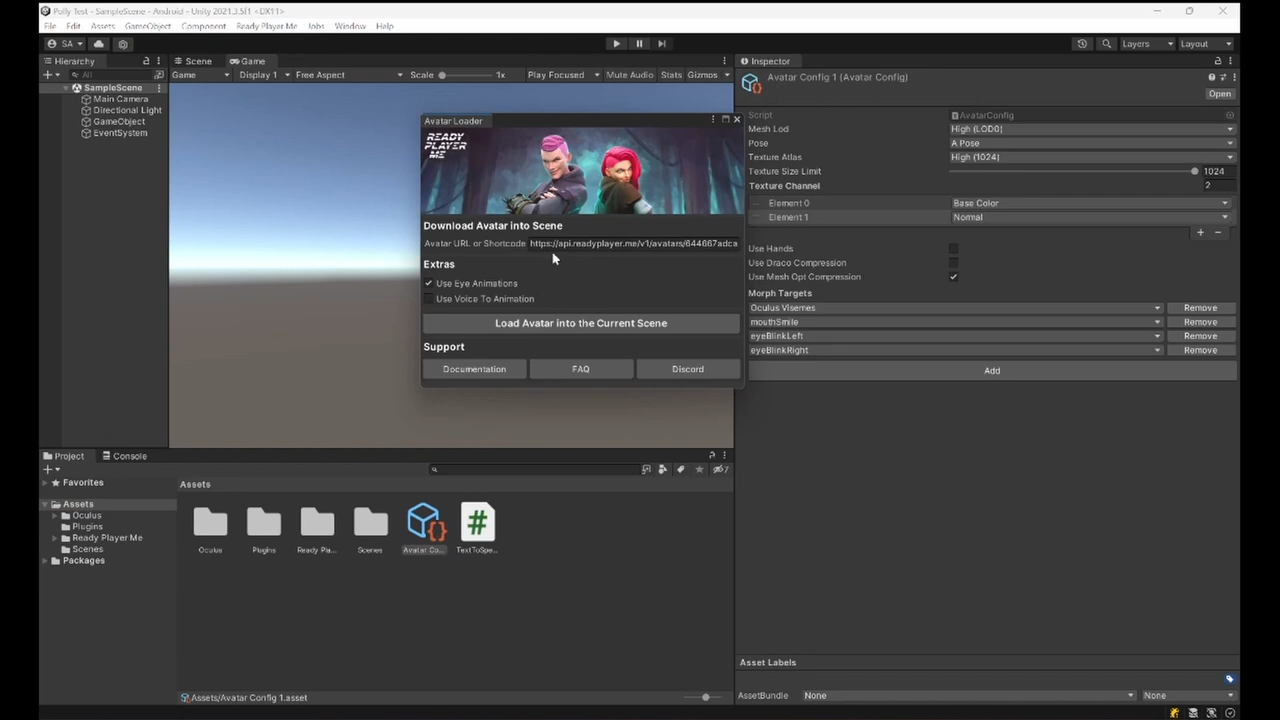 Polly Test - SampleScene - Android - Unity 2021.3.5f1 <DX11>
File Edit Assets GameObject Component Ready Player Me Jobs Window Help
SA Layers Layout
Hierarchy Scene Game Inspector
All Game Display 1 Free Aspect Scale 1x Play Focused Mute Audio Stats Gizmos
SampleScene
Main Camera
Directional Light
GameObject
EventSystem
Avatar Loader
READY
PLAYER
ME
Download Avatar into Scene
Avatar URL or Shortcode https://api.readyplayer.me/v1/avatars/644667adca
Extras
Use Eye Animations
Use Voice To Animation
Load Avatar into the Current Scene
Support
Documentation FAQ Discord
Avatar Config 1 (Avatar Config)
Open
Script AvatarConfig
Mesh Lod High (LOD0)
Pose A Pose
Texture Atlas High (1024)
Texture Size Limit 1024
Texture Channel 2
Element 0 Base Color
Element 1 Normal
Use Hands
Use Draco Compression
Use Mesh Opt Compression
Morph Targets
Oculus Visemes Remove
mouthSmile Remove
eyeBlinkLeft Remove
eyeBlinkRight Remove
Add
Project Console
7
Favorites
Assets
Oculus
Plugins
Ready Player Me
Scenes
Packages
Assets
Oculus Plugins Ready Pla... Scenes Avatar Co... TextToSpe...
Assets/Avatar Config 1.asset
Asset Labels
AssetBundle None None